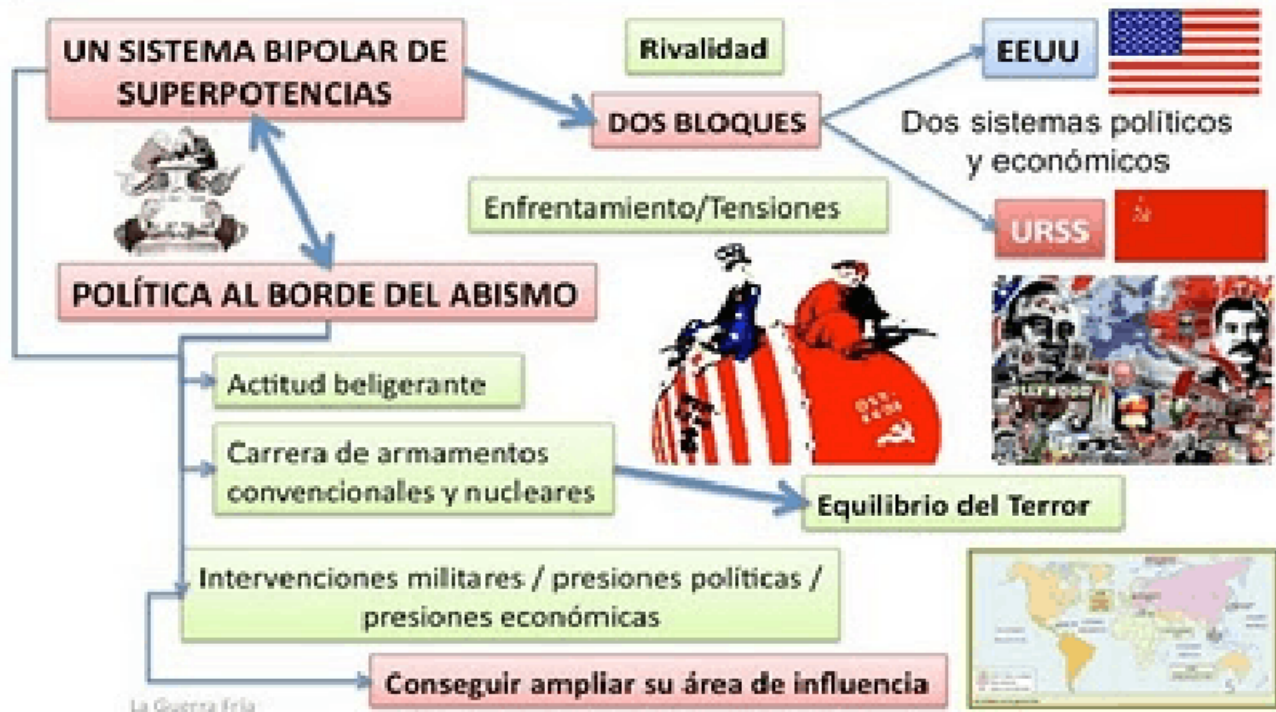 UN SISTEMA BIPOLAR DE
SUPERPOTENCIAS
Rivalidad
EEUU
DOS BLOQUES
Dos sistemas políticos
y económicos
Enfrentamiento/Tensiones
URSS
POLÍTICA AL BORDE DEL ABISMO
Actitud beligerante
Carrera de armamentos
convencionales y nucleares
Equilibrio del Terror
Intervenciones militares / presiones políticas /
presiones económicas
Conseguir ampliar su área de influencia
La Guerra Fría
5